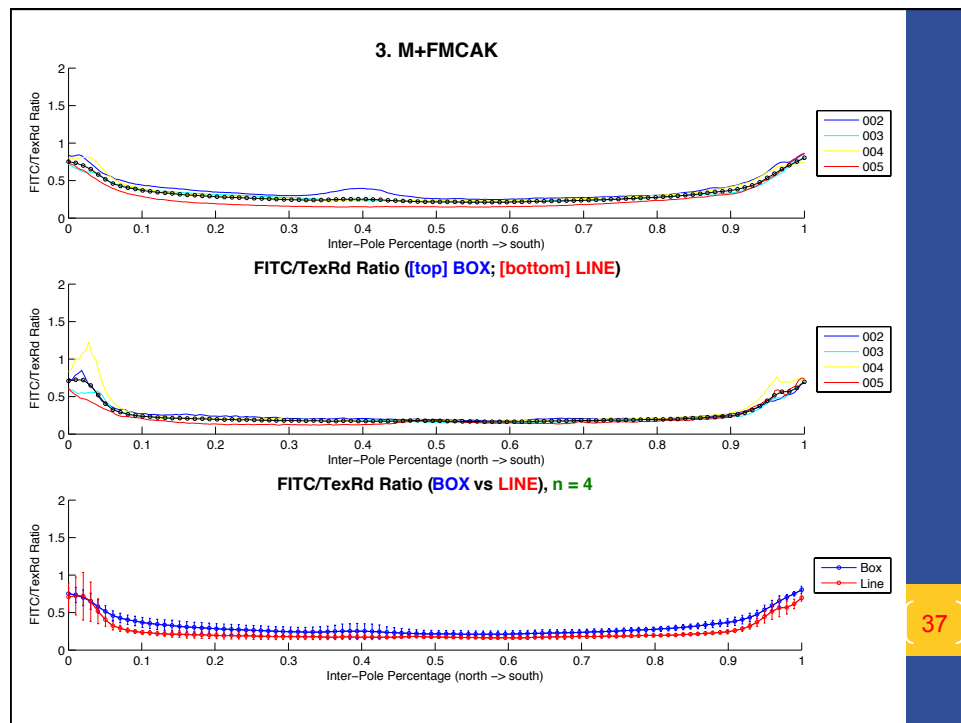 3. M+FMCAK
2
1.5
1
0.5
0
FITC/TexRd Ratio
0 0.1 0.2 0.3 0.4 0.5 0.6 0.7 0.8 0.9 1
Inter-Pole Percentage (north -> south)
002
003
004
005
FITC/TexRd Ratio ([top] BOX; [bottom] LINE)
2
1.5
1
0.5
0
FITC/TexRd Ratio
0 0.1 0.2 0.3 0.4 0.5 0.6 0.7 0.8 0.9 1
Inter-Pole Percentage (north -> south)
002
003
004
005
FITC/TexRd Ratio (BOX vs LINE), n = 4
2
1.5
1
0.5
0
FITC/TexRd Ratio
0 0.1 0.2 0.3 0.4 0.5 0.6 0.7 0.8 0.9 1
Inter-Pole Percentage (north -> south)
Box
Line
37